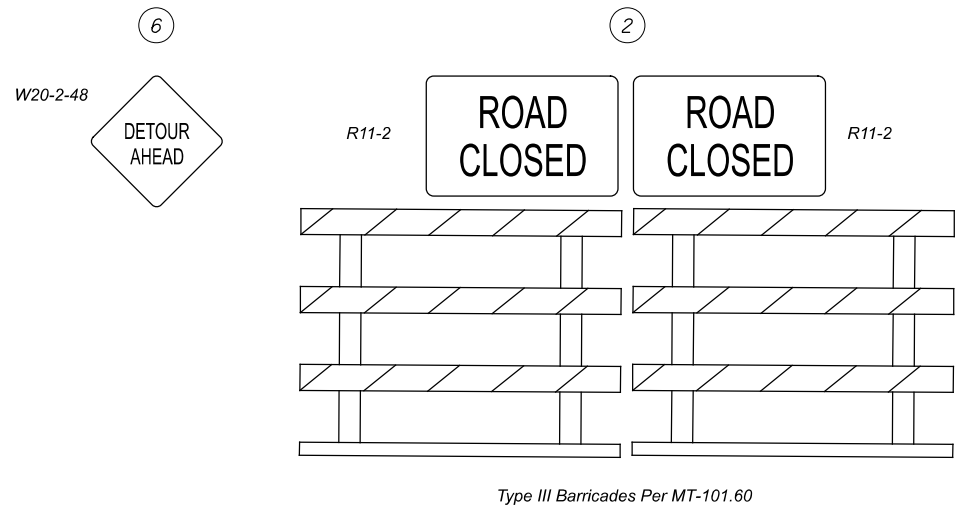 6
2
W20-2-48
DETOUR
AHEAD
R11-2
ROAD
CLOSED
ROAD
CLOSED
R11-2
Type III Barricades Per MT-101.60